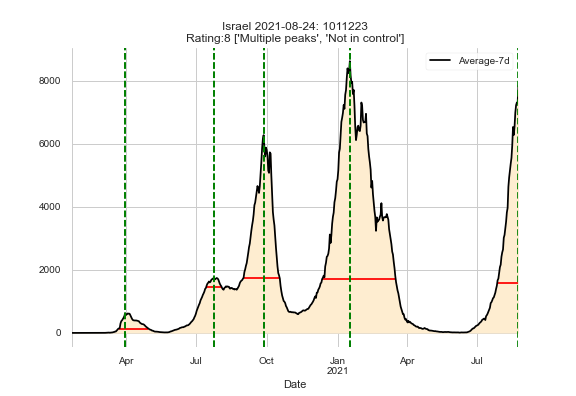 Israel 2021-08-24: 1011223
Rating:8 ['Multiple peaks', 'Not in control']
Average-7d
8000
6000
4000
2000
0
Apr
Jul
Oct
Jan
2021
Apr
Jul
Date